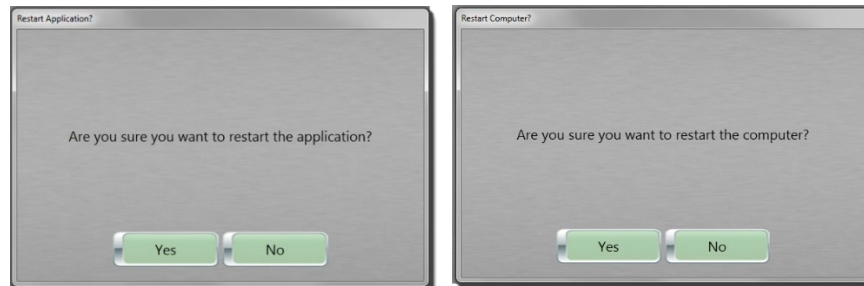 Restart Application?
Are you sure you want to restart the application?
Yes No
Restart Computer?
Are you sure you want to restart the computer?
Yes No